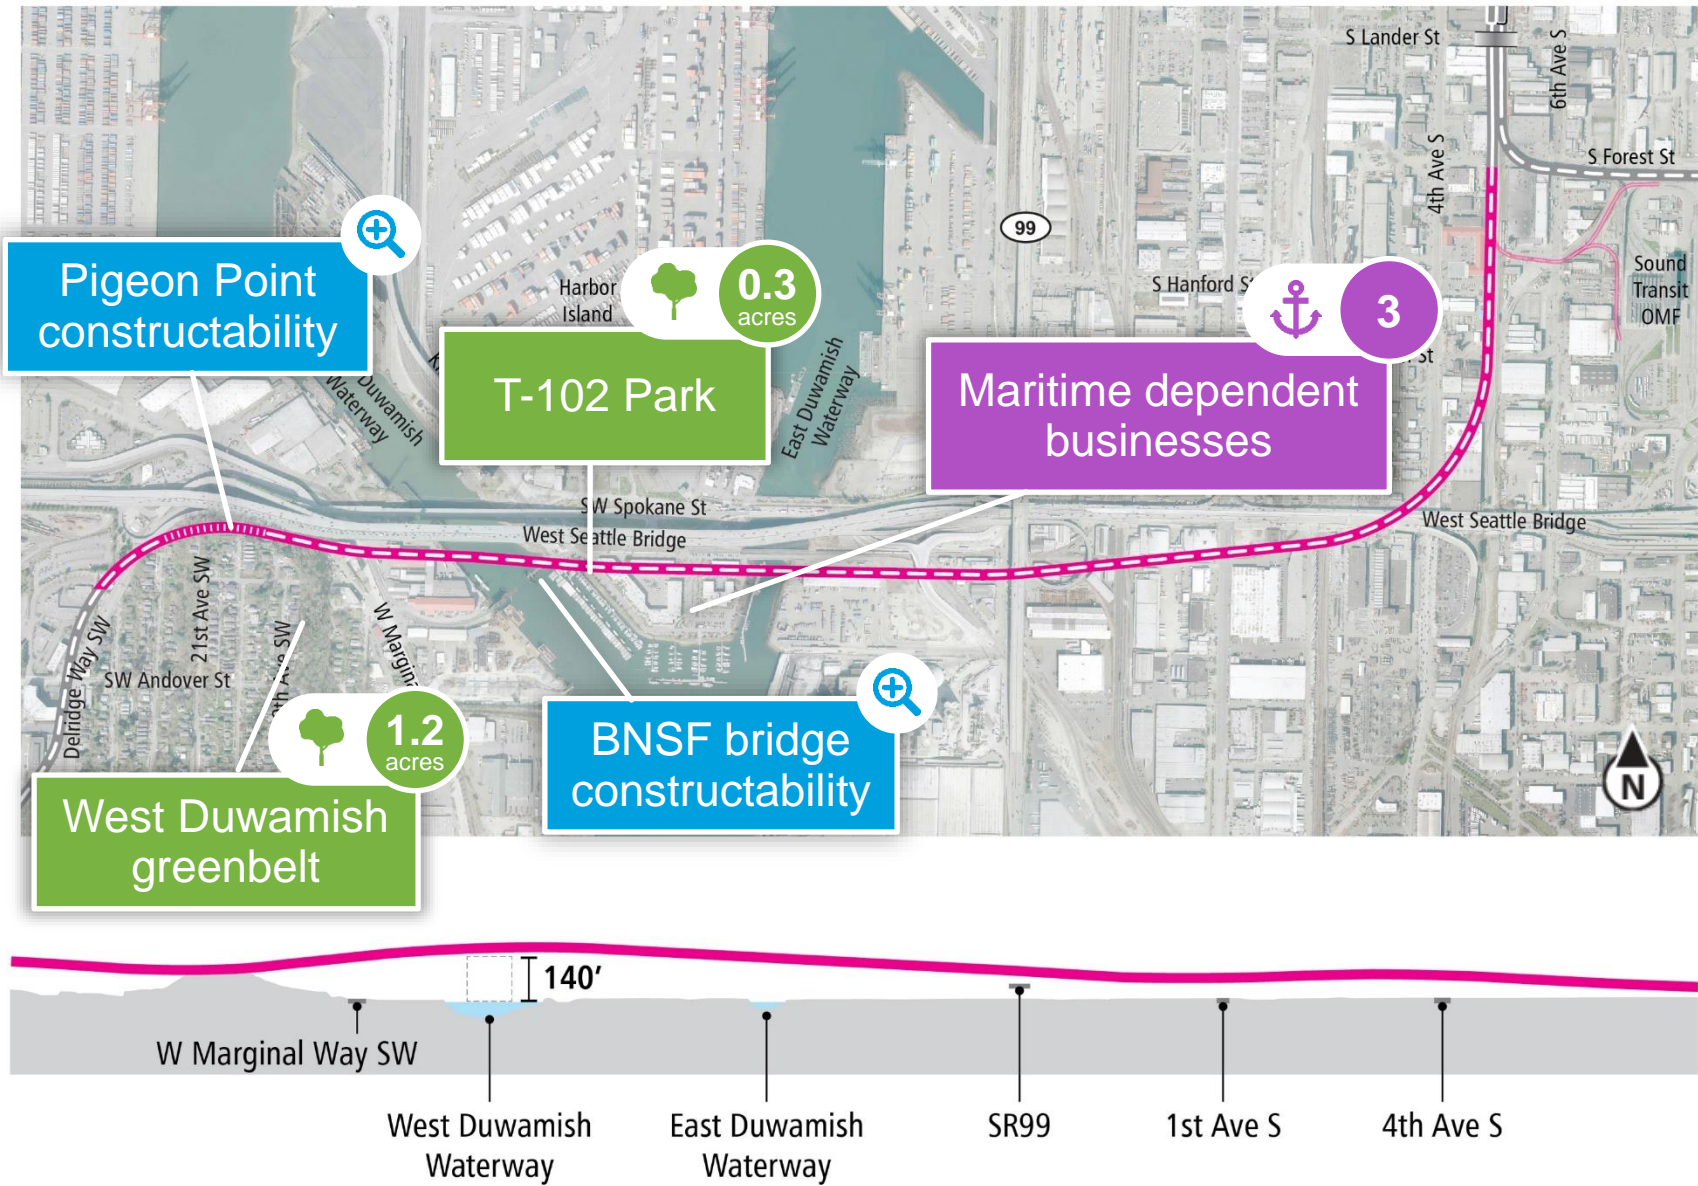 S Lander St
6th Ave S
4th Ave S
S Forest St
99
Pigeon Point
constructability
Harbor
Island
0.3
acres
S Hanford St
3
Sound
Transit
OMF
St
T-102 Park
Maritime dependent
businesses
Duwamish
Waterway
East Duwamish
Waterway
SW Spokane St
West Seattle Bridge
West Seattle Bridge
21st Ave SW
Delridge Way SW
SW Andover St
W Margina
1.2
acres
West Duwamish
greenbelt
BNSF bridge
constructability
N
140’
W Marginal Way SW
West Duwamish
Waterway
East Duwamish
Waterway
SR99
1st Ave S
4th Ave S